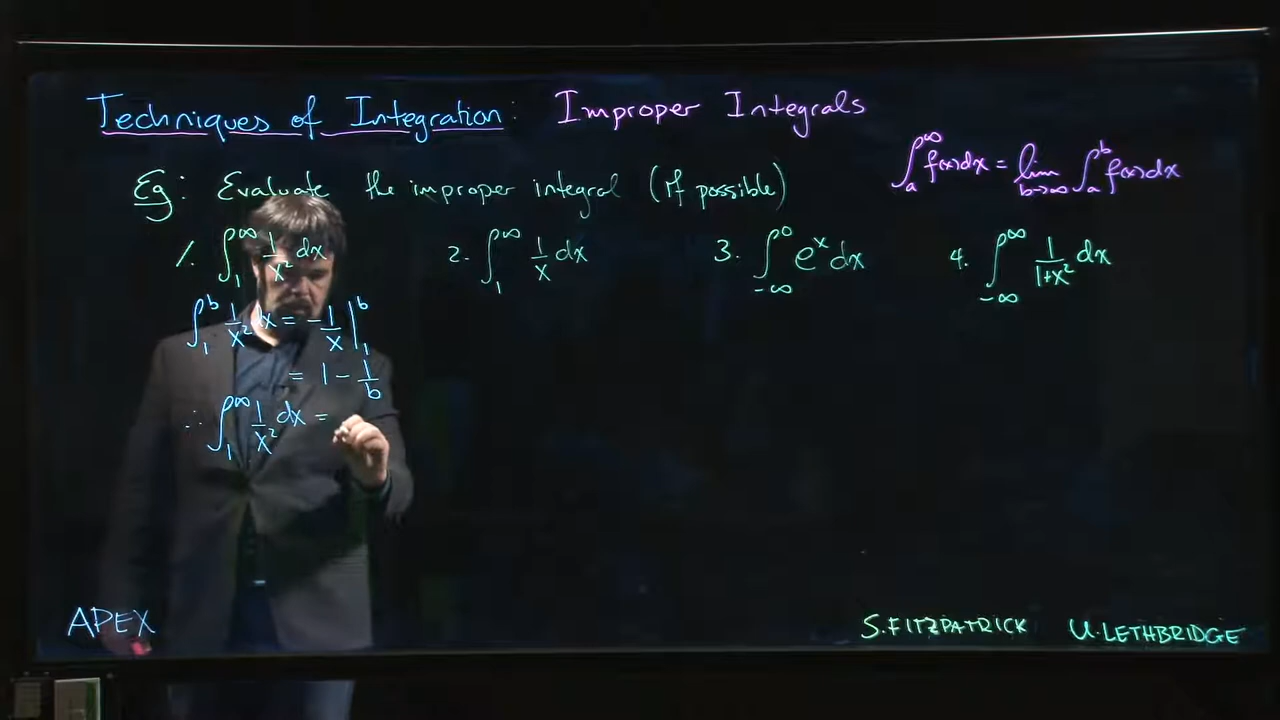 Techniques of Integration: Improper Integrals
∫_a^∞ f(x)dx = lim_{b→∞} ∫_a^b f(x)dx
Eg: Evaluate the improper integral (if possible)
1. ∫_1^∞ 1/x² dx
2. ∫_1^∞ 1/x dx
3. ∫_{-∞}^0 e^x dx
4. ∫_{-∞}^∞ 1/(1+x²) dx
∫_1^b 1/x² dx = -1/x |_1^b
= 1 - 1/b
∴ ∫_1^∞ 1/x² dx =
APEX
S. FITZPATRICK U. LETHBRIDGE